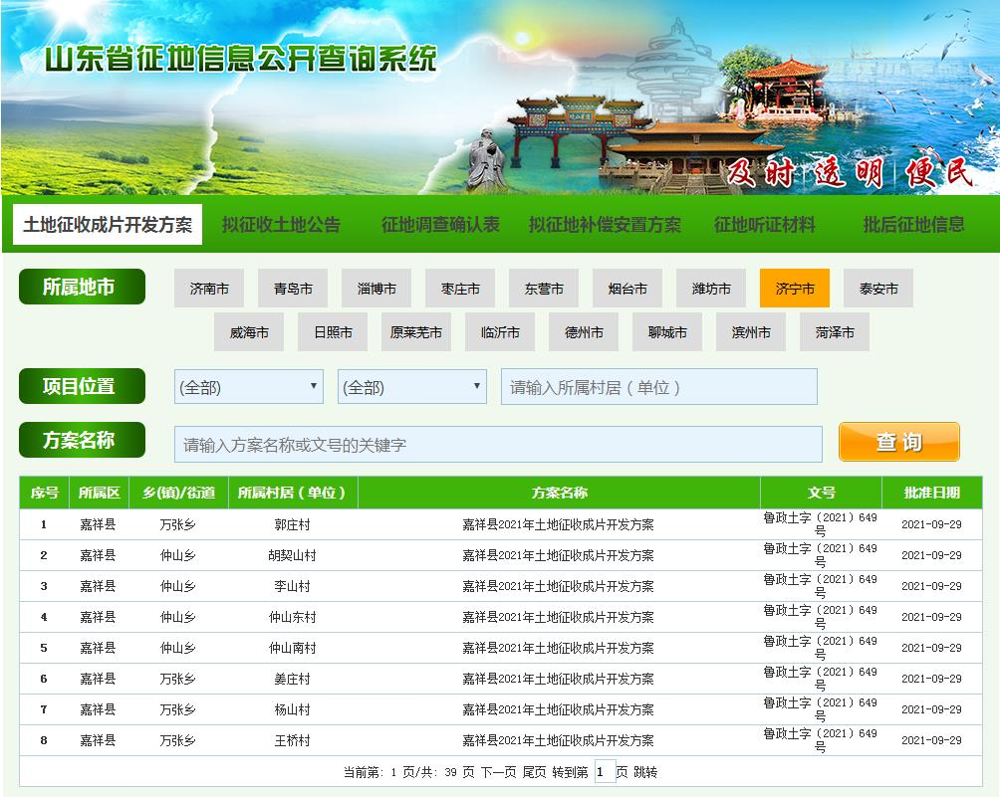 山东省征地信息公开查询系统
及时 透明 便民
土地征收成片开发方案 拟征收土地公告 征地调查确认表 拟征地补偿安置方案 征地听证材料 批后征地信息
所属地市 济南市 青岛市 淄博市 枣庄市 东营市 烟台市 潍坊市 济宁市 泰安市
威海市 日照市 原莱芜市 临沂市 德州市 聊城市 滨州市 菏泽市
项目位置 (全部) (全部) 请输入所属村居（单位）
方案名称 请输入方案名称或文号的关键字 查 询
序号 所属区 乡(镇)/街道 所属村居（单位） 方案名称 文号 批准日期
1 嘉祥县 万张乡 郭庄村 嘉祥县2021年土地征收成片开发方案 鲁政土字（2021）649号 2021-09-29
2 嘉祥县 仲山乡 胡契山村 嘉祥县2021年土地征收成片开发方案 鲁政土字（2021）649号 2021-09-29
3 嘉祥县 仲山乡 李山村 嘉祥县2021年土地征收成片开发方案 鲁政土字（2021）649号 2021-09-29
4 嘉祥县 仲山乡 仲山东村 嘉祥县2021年土地征收成片开发方案 鲁政土字（2021）649号 2021-09-29
5 嘉祥县 仲山乡 仲山南村 嘉祥县2021年土地征收成片开发方案 鲁政土字（2021）649号 2021-09-29
6 嘉祥县 万张乡 姜庄村 嘉祥县2021年土地征收成片开发方案 鲁政土字（2021）649号 2021-09-29
7 嘉祥县 万张乡 杨山村 嘉祥县2021年土地征收成片开发方案 鲁政土字（2021）649号 2021-09-29
8 嘉祥县 万张乡 王桥村 嘉祥县2021年土地征收成片开发方案 鲁政土字（2021）649号 2021-09-29
当前第: 1 页/共: 39 页 下一页 尾页 转到第 1 页 跳转